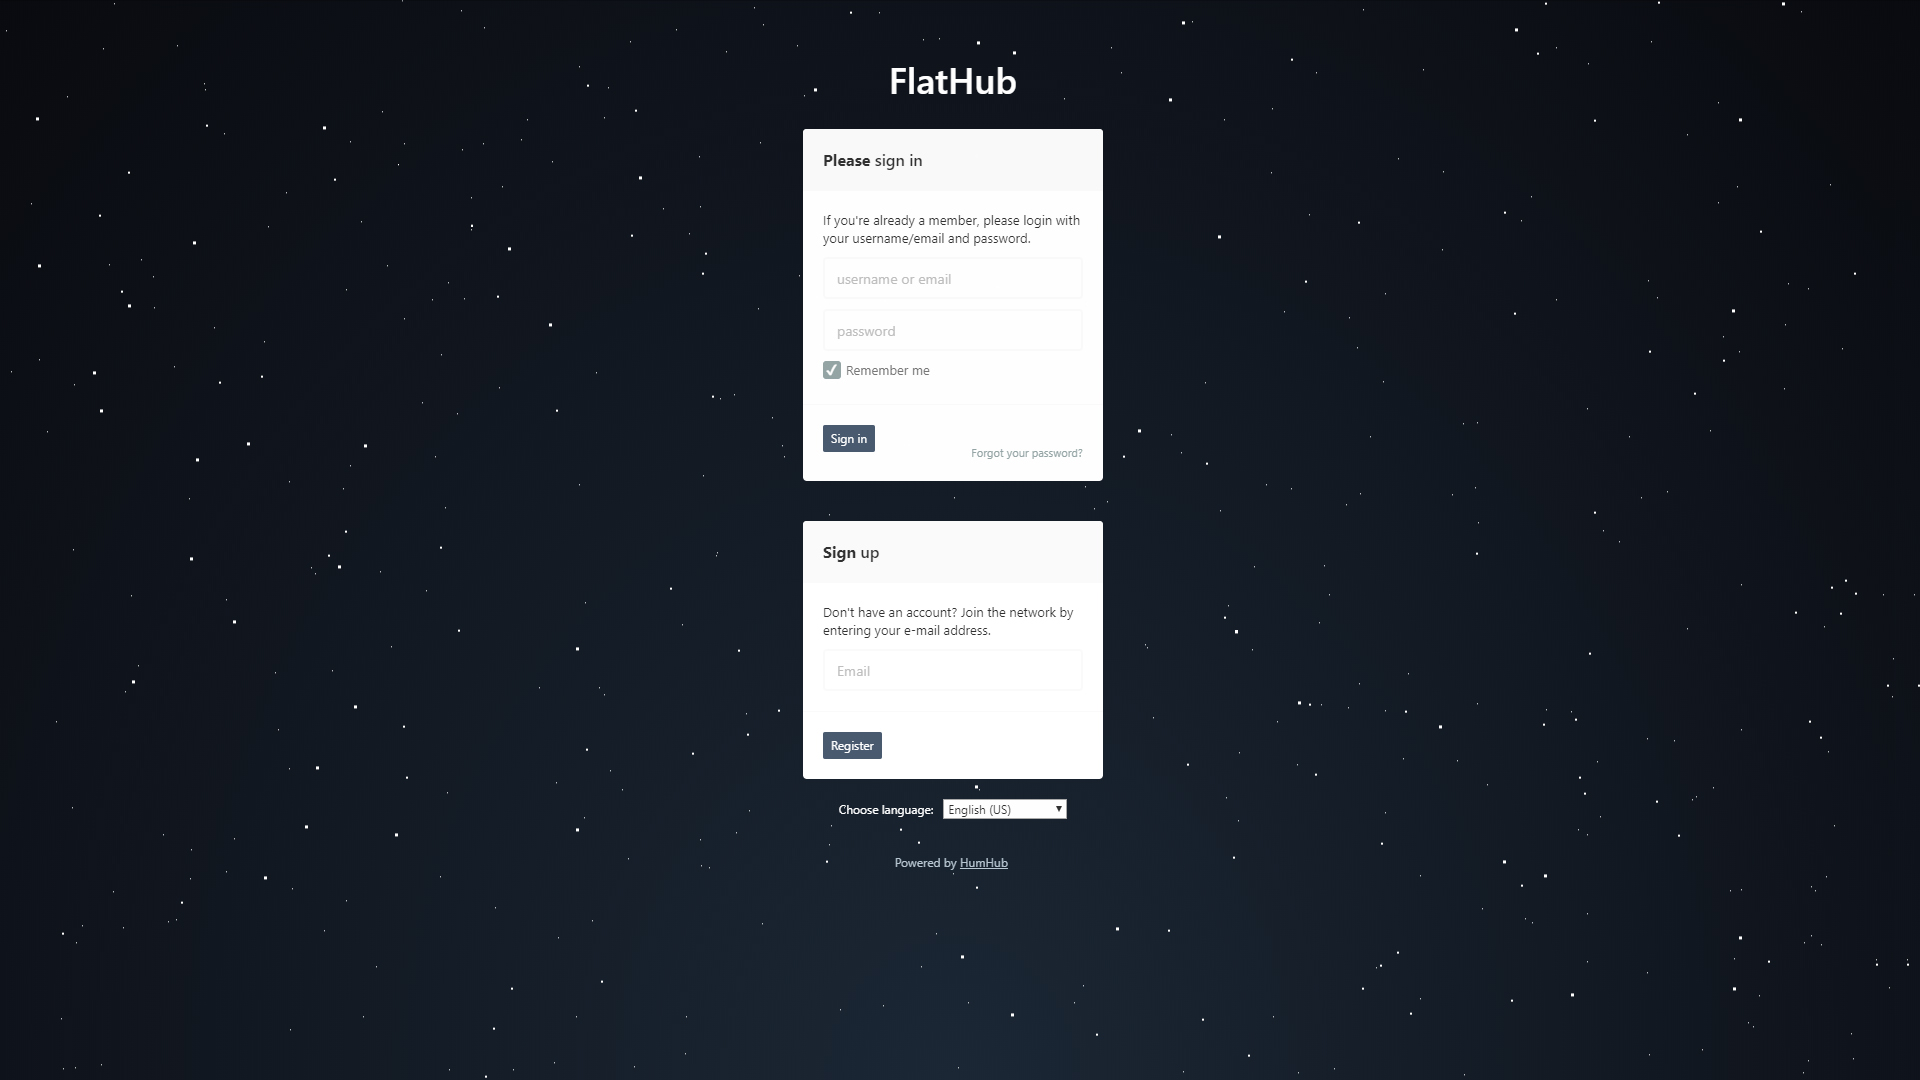 FlatHub
Please sign in
If you're already a member, please login with
your username/email and password.
username or email
password
Remember me
Sign in
Forgot your password?
Sign up
Don't have an account? Join the network by
entering your e-mail address.
Email
Register
Choose language: English (US)
Powered by HumHub